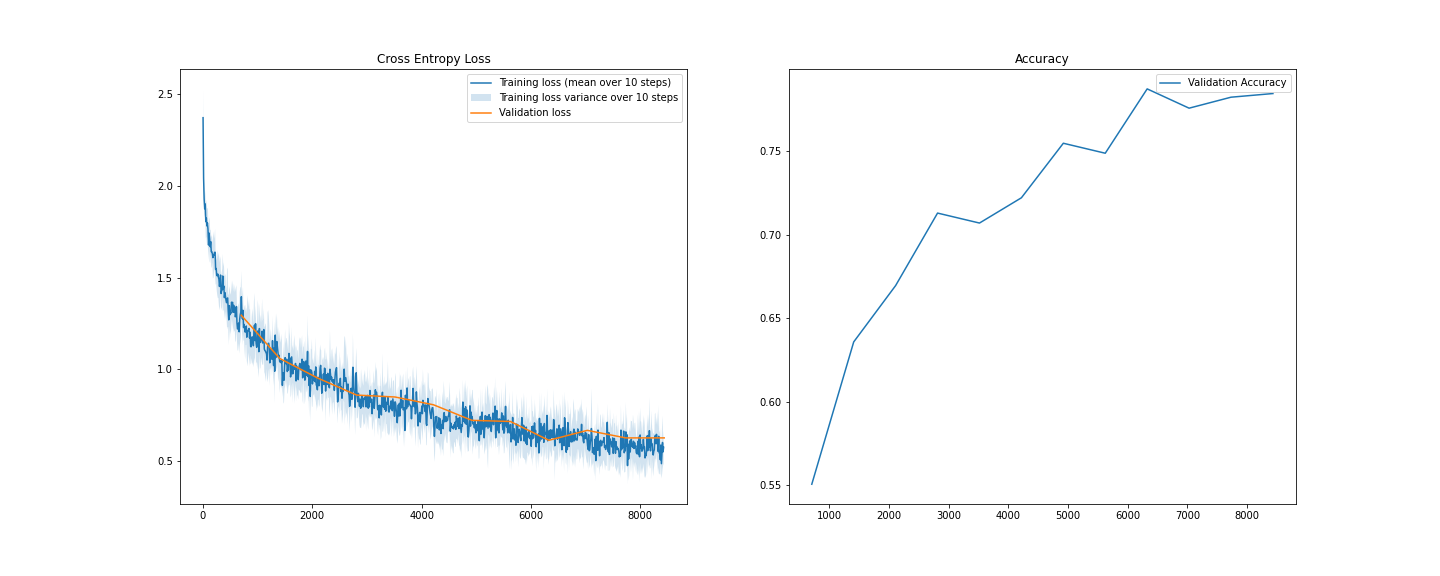 Cross Entropy Loss
Training loss (mean over 10 steps)
Training loss variance over 10 steps
Validation loss
2.5
2.0
1.5
1.0
0.5
0 2000 4000 6000 8000
Accuracy
Validation Accuracy
0.75
0.70
0.65
0.60
0.55
1000 2000 3000 4000 5000 6000 7000 8000